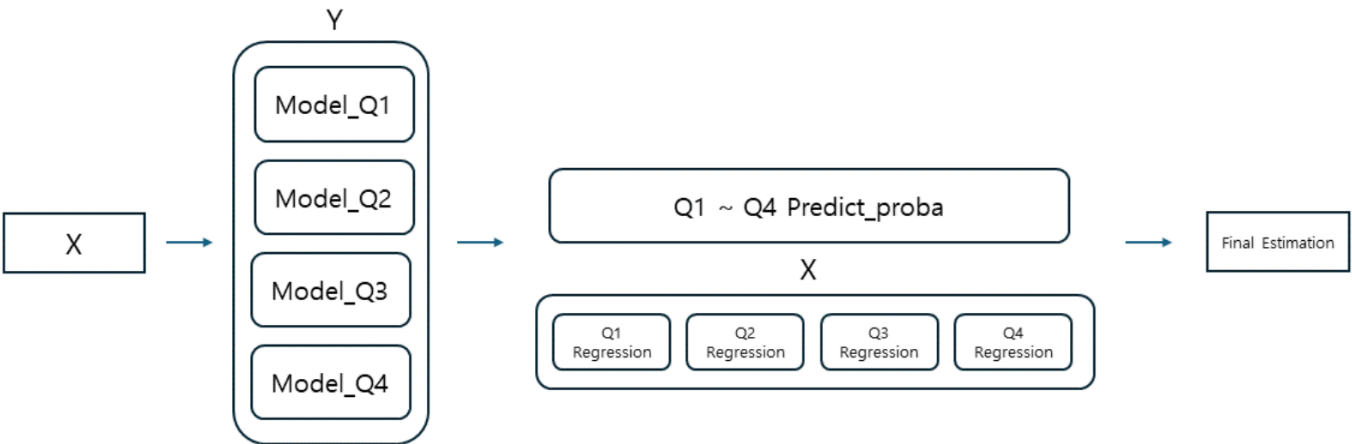 Y
Model_Q1
Model_Q2
Model_Q3
Model_Q4
X
Q1 ~ Q4 Predict_proba
X
Q1
Regression
Q2
Regression
Q3
Regression
Q4
Regression
Final Estimation